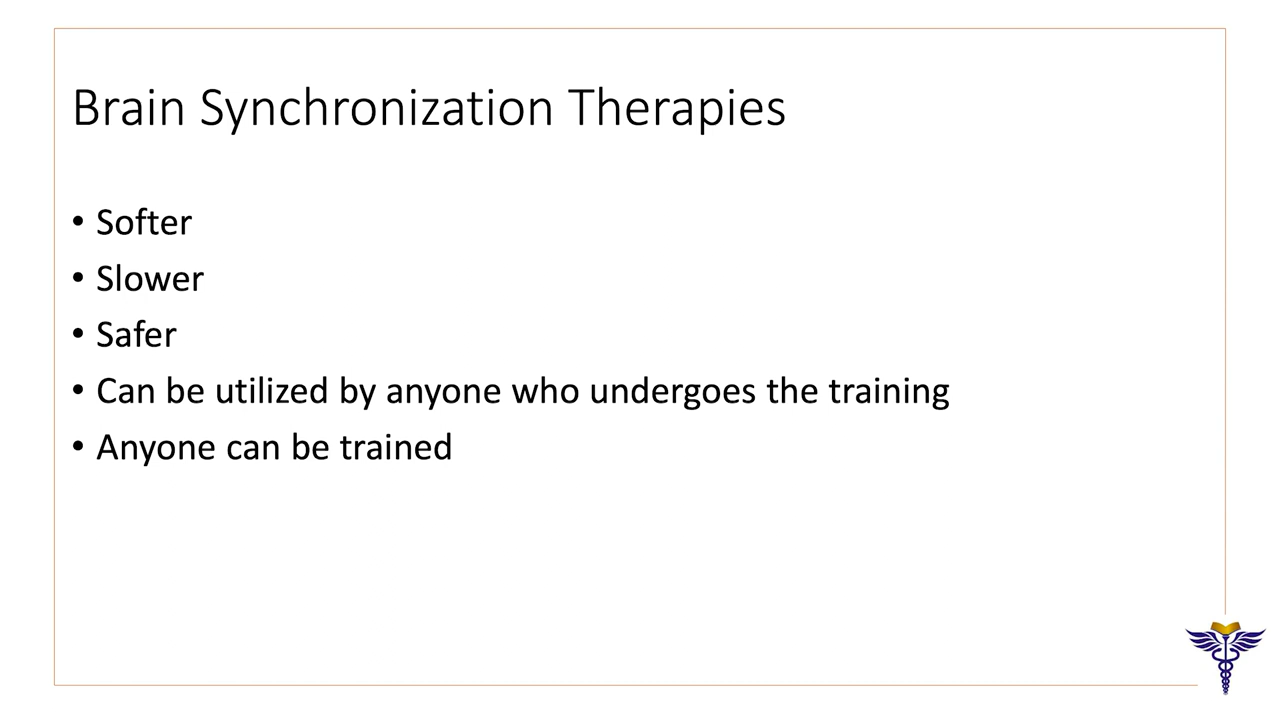 Brain Synchronization Therapies
• Softer
• Slower
• Safer
• Can be utilized by anyone who undergoes the training
• Anyone can be trained